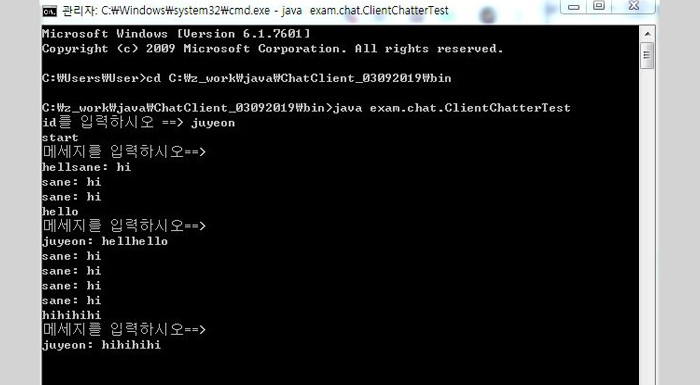 관리자: C:₩Windows₩system32₩cmd.exe - java  exam.chat.ClientChatterTest
Microsoft Windows [Version 6.1.7601]
Copyright (c) 2009 Microsoft Corporation. All rights reserved.
C:₩Users₩User>cd C:₩z_work₩java₩ChatClient_03092019₩bin
C:₩z_work₩java₩ChatClient_03092019₩bin>java exam.chat.ClientChatterTest
id를 입력하시오 ==> juyeon
start
메세지를 입력하시오==>
hellsane: hi
sane: hi
sane: hi
hello
메세지를 입력하시오==>
juyeon: hellhello
sane: hi
sane: hi
sane: hi
sane: hi
hihihihi
메세지를 입력하시오==>
juyeon: hihihihi